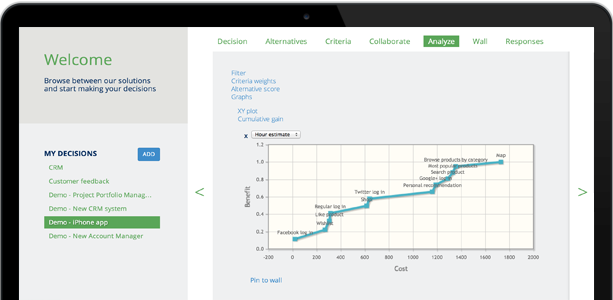 Welcome
Browse between our solutions
and start making your decisions
MY DECISIONS
ADD
CRM
Customer feedback
Demo - Project Portfolio Manag...
Demo - New CRM system
Demo - iPhone app
Demo - New Account Manager
Decision Alternatives Criteria Collaborate Analyze Wall Responses
Filter
Criteria weights
Alternative score
Graphs
XY plot
Cumulative gain
x Hour estimate
1.2
1.0
0.8
0.6
0.4
0.2
0.0
Benefit
Map
Browse products by category
Most popular products
Search product
Google+ log in
Personal recommendation
Twitter log in
Regular log in
Like product
Wishlist
Facebook log in
-200 0 200 400 600 800 1000 1200 1400 1600 1800 2000
Cost
Pin to wall
< >